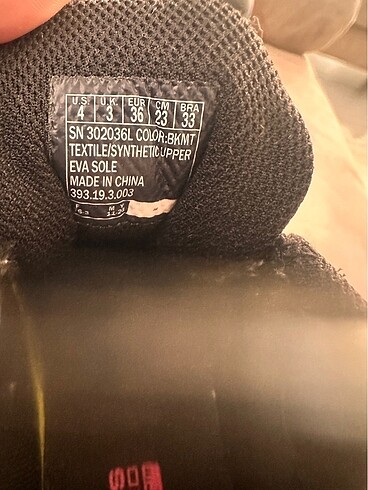 U.S. U.K. EUR CM BRA
4 3 36 23 33
SN 302036L COLOR:BKMT
TEXTILE/SYNTHETIC UPPER
EVA SOLE
MADE IN CHINA
393.19.3.003
F M Y